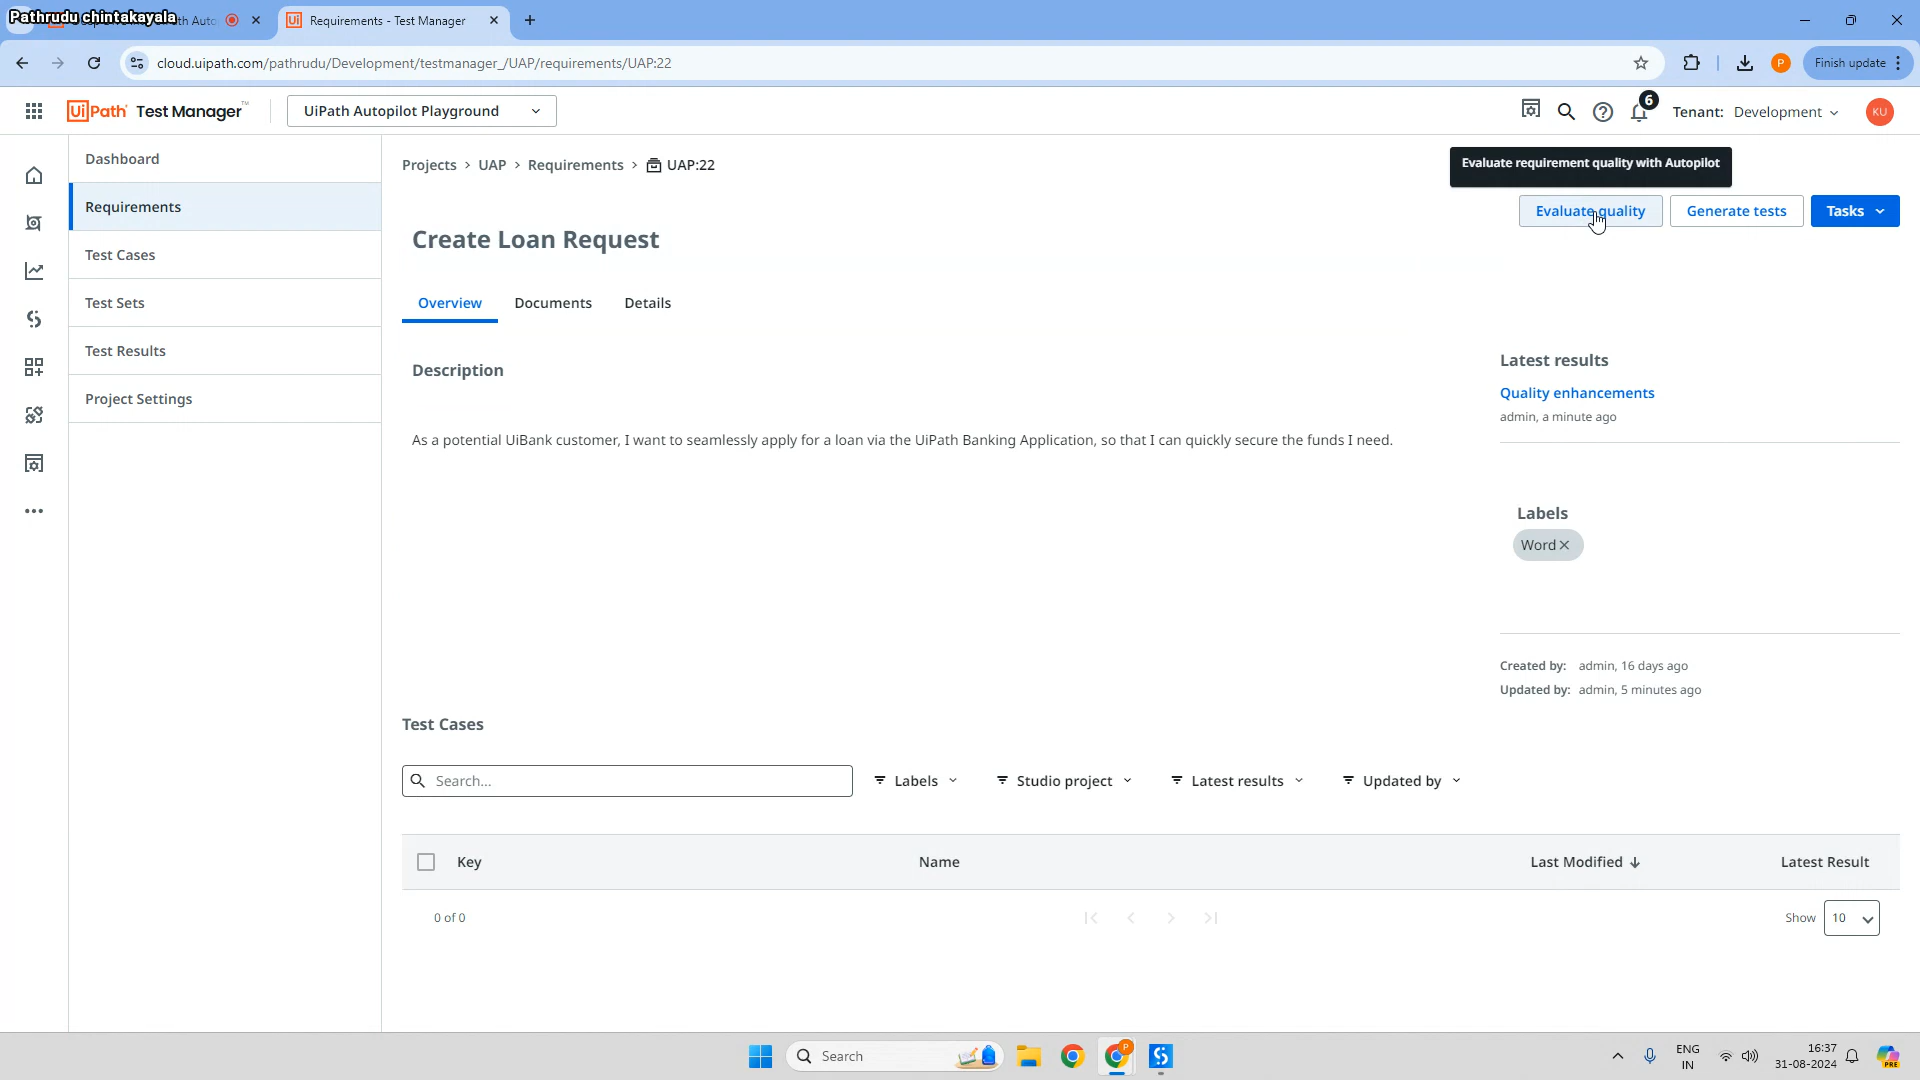 Pathrudu chintakayala
Requirements - Test Manager
cloud.uipath.com/pathrudu/Development/testmanager_/UAP/requirements/UAP:22
P
Finish update
UiPath Test Manager™
UiPath Autopilot Playground
6
Tenant: Development
KU
Dashboard
Requirements
Test Cases
Test Sets
Test Results
Project Settings
Projects > UAP > Requirements > UAP:22
Evaluate requirement quality with Autopilot
Evaluate quality
Generate tests
Tasks
Create Loan Request
Overview
Documents
Details
Description
As a potential UiBank customer, I want to seamlessly apply for a loan via the UiPath Banking Application, so that I can quickly secure the funds I need.
Latest results
Quality enhancements
admin, a minute ago
Labels
Word
Created by: admin, 16 days ago
Updated by: admin, 5 minutes ago
Test Cases
Search...
Labels
Studio project
Latest results
Updated by
Key
Name
Last Modified
Latest Result
0 of 0
Show 10
Search
P
ENG
IN
16:37
31-08-2024
PRE